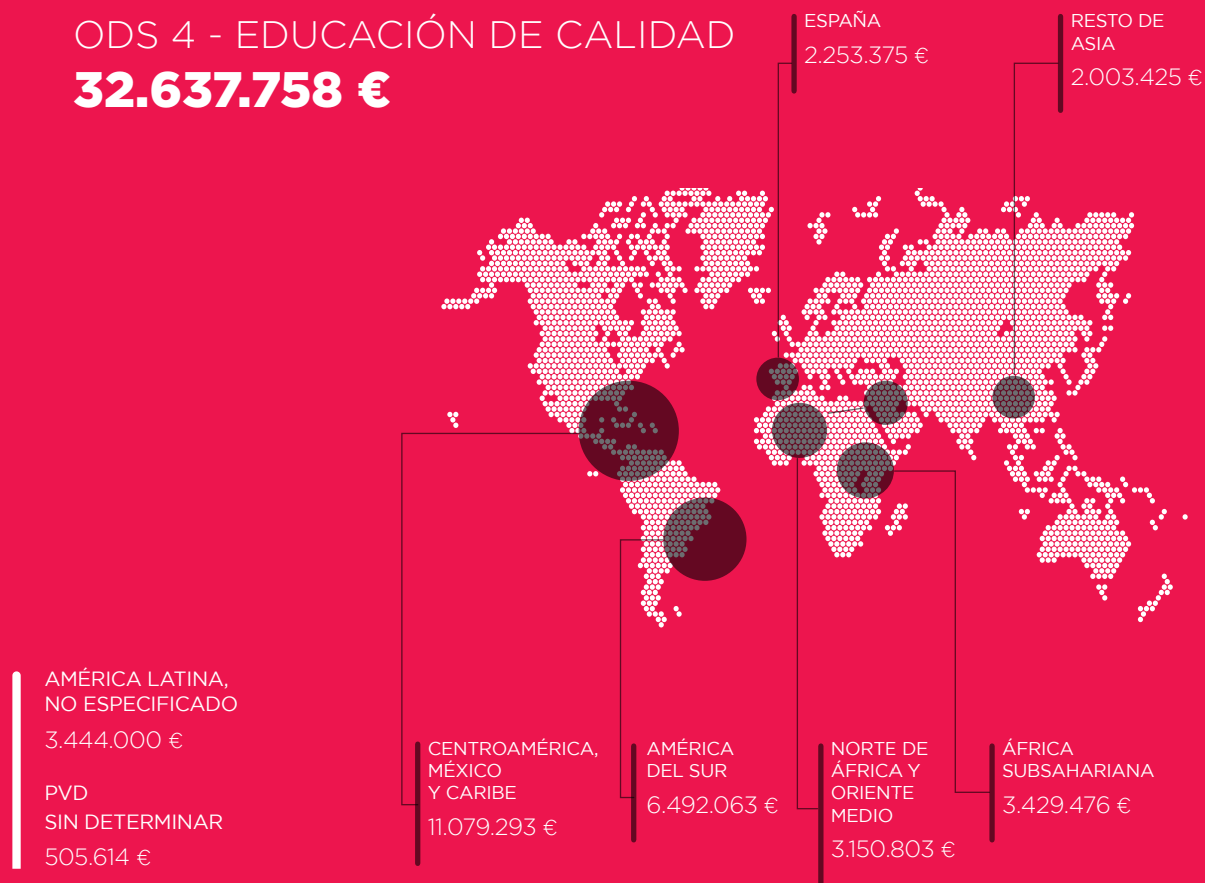 ODS 4 - EDUCACIÓN DE CALIDAD
32.637.758 €
ESPAÑA
2.253.375 €
RESTO DE
ASIA
2.003.425 €
AMÉRICA LATINA,
NO ESPECIFICADO
3.444.000 €
PVD
SIN DETERMINAR
505.614 €
CENTROAMÉRICA,
MÉXICO
Y CARIBE
11.079.293 €
AMÉRICA
DEL SUR
6.492.063 €
NORTE DE
ÁFRICA Y
ORIENTE
MEDIO
3.150.803 €
ÁFRICA
SUBSAHARIANA
3.429.476 €